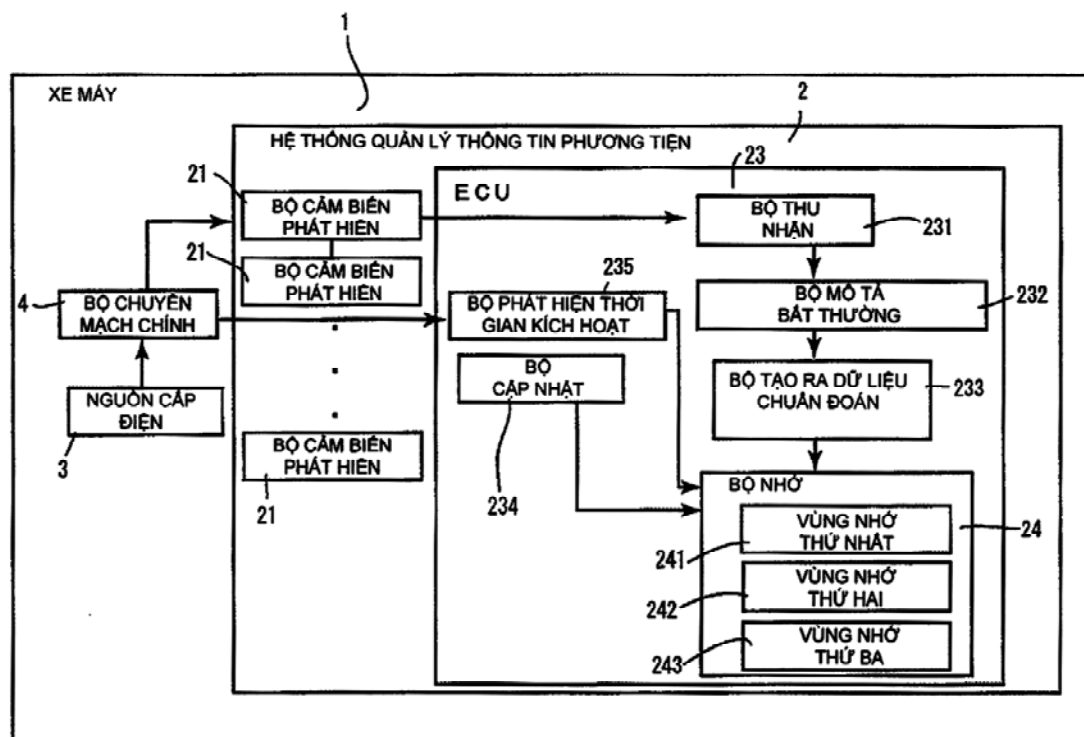 1
XE MÁY
2
HỆ THỐNG QUẢN LÝ THÔNG TIN PHƯƠNG TIỆN
21
BỘ CẢM BIẾN
PHÁT HIÊN
21
BỘ CẢM BIẾN
PHÁT HIÊN
4
BỘ CHUYỂN
MẠCH CHÍNH
NGUỒN CẤP
ĐIỆN
3
BỘ CẢM BIẾN
PHÁT HIÊN
21
ECU
23
BỘ THU
NHẬN
231
235
BỘ PHÁT HIỆN THỜI
GIAN KÍCH HOẠT
BỘ MÔ TẢ
BẤT THƯỜNG
232
BỘ
CẬP NHẬT
234
BỘ TẠO RA DỮ LIỆU
CHUẨN ĐOÁN
233
BỘ NHỚ
24
VÙNG NHỚ
THỨ NHẤT
241
VÙNG NHỚ
THỨ HAI
242
VÙNG NHỚ
THỨ BA
243